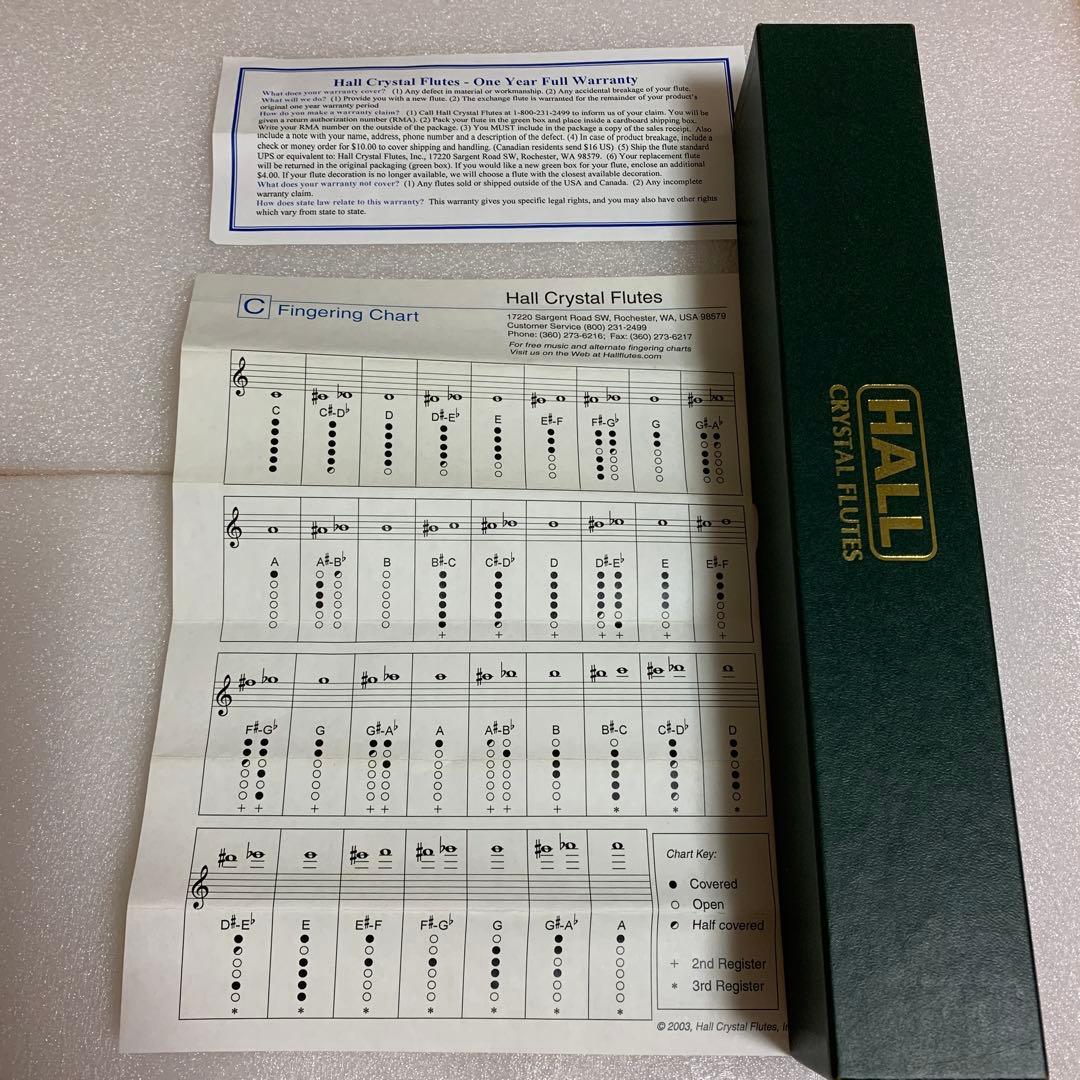 Hall Crystal Flutes - One Year Full Warranty
What does your warranty cover? (1) Any defect in material or workmanship. (2) Any accidental breakage of your flute.
What will we do? (1) Provide you with a new flute. (2) The exchange flute is warranted for the remainder of your product's
original one year warranty period
How do you make a warranty claim? (1) Call Hall Crystal Flutes at 1-800-231-2499 to inform us of your claim. You will be
given a return authorization number (RMA). (2) Pack your flute in the green box and place inside a cardboard shipping box.
Write your RMA number on the outside of the package. (3) You MUST include in the package a copy of the sales receipt. Also
include a note with your name, address, phone number and a description of the defect. (4) In case of product breakage, include a
check or money order for $10.00 to cover shipping and handling. (Canadian residents send $16 US) (5) Ship the flute standard
UPS or equivalent to: Hall Crystal Flutes, Inc., 17220 Sargent Road SW, Rochester, WA 98579. (6) Your replacement flute
will be returned in the original packaging (green box). If you would like a new green box for your flute, enclose an additional
$4.00. If your flute decoration is no longer available, we will choose a flute with the closest available decoration.
What does your warranty not cover? (1) Any flutes sold or shipped outside of the USA and Canada. (2) Any incomplete
warranty claim.
How does state law relate to this warranty? This warranty gives you specific legal rights, and you may also have other rights
which vary from state to state.
C Fingering Chart
Hall Crystal Flutes
17220 Sargent Road SW, Rochester, WA, USA 98579
Customer Service (800) 231-2499
Phone: (360) 273-6216; Fax: (360) 273-6217
For free music and alternate fingering charts
Visit us on the Web at Hallflutes.com
C C#-D♭ D D#-E♭ E E#-F F#-G♭ G G#-A♭
A A#-B♭ B B#-C C#-D♭ D D#-E♭ E E#-F
+ + + + + + +
F#-G♭ G G#-A♭ A A#-B♭ B B#-C C#-D♭ D
+ + + + + + + + + * * *
D#-E♭ E E#-F F#-G♭ G G#-A♭ A
* * * * * * *
Chart Key:
● Covered
○ Open
◐ Half covered
+ 2nd Register
* 3rd Register
© 2003, Hall Crystal Flutes,
HALL
CRYSTAL FLUTES